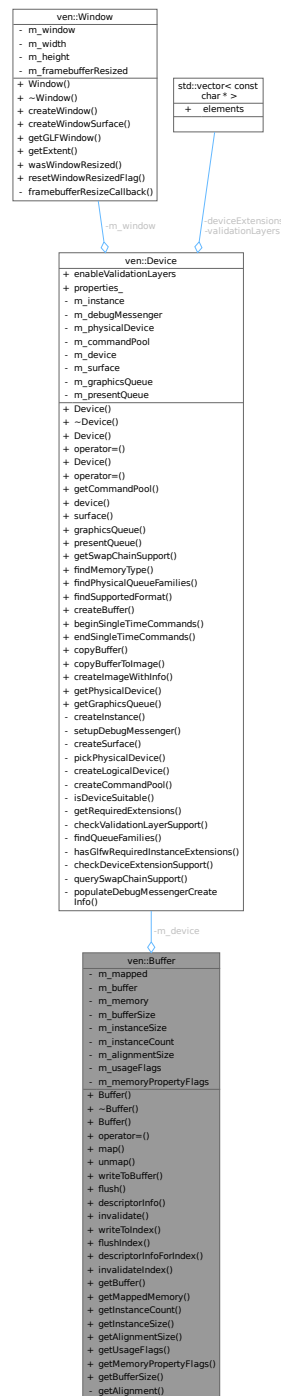 ven::Window
- m_window
- m_width
- m_height
- m_framebufferResized
+ Window()
+ ~Window()
+ createWindow()
+ createWindowSurface()
+ getGLFWindow()
+ getExtent()
+ wasWindowResized()
+ resetWindowResizedFlag()
- framebufferResizeCallback()
std::vector< const
char * >
+ elements
-m_window
-deviceExtensions
-validationLayers
ven::Device
+ enableValidationLayers
+ properties_
- m_instance
- m_debugMessenger
- m_physicalDevice
- m_commandPool
- m_device
- m_surface
- m_graphicsQueue
- m_presentQueue
+ Device()
+ ~Device()
+ Device()
+ operator=()
+ Device()
+ operator=()
+ getCommandPool()
+ device()
+ surface()
+ graphicsQueue()
+ presentQueue()
+ getSwapChainSupport()
+ findMemoryType()
+ findPhysicalQueueFamilies()
+ findSupportedFormat()
+ createBuffer()
+ beginSingleTimeCommands()
+ endSingleTimeCommands()
+ copyBuffer()
+ copyBufferToImage()
+ createImageWithInfo()
+ getPhysicalDevice()
+ getGraphicsQueue()
- createInstance()
- setupDebugMessenger()
- createSurface()
- pickPhysicalDevice()
- createLogicalDevice()
- createCommandPool()
- isDeviceSuitable()
- getRequiredExtensions()
- checkValidationLayerSupport()
- findQueueFamilies()
- hasGlfwRequiredInstanceExtensions()
- checkDeviceExtensionSupport()
- querySwapChainSupport()
- populateDebugMessengerCreate
Info()
-m_device
ven::Buffer
- m_mapped
- m_buffer
- m_memory
- m_bufferSize
- m_instanceSize
- m_instanceCount
- m_alignmentSize
- m_usageFlags
- m_memoryPropertyFlags
+ Buffer()
+ ~Buffer()
+ Buffer()
+ operator=()
+ map()
+ unmap()
+ writeToBuffer()
+ flush()
+ descriptorInfo()
+ invalidate()
+ writeToIndex()
+ flushIndex()
+ descriptorInfoForIndex()
+ invalidateIndex()
+ getBuffer()
+ getMappedMemory()
+ getInstanceCount()
+ getInstanceSize()
+ getAlignmentSize()
+ getUsageFlags()
+ getMemoryPropertyFlags()
+ getBufferSize()
- getAlignment()